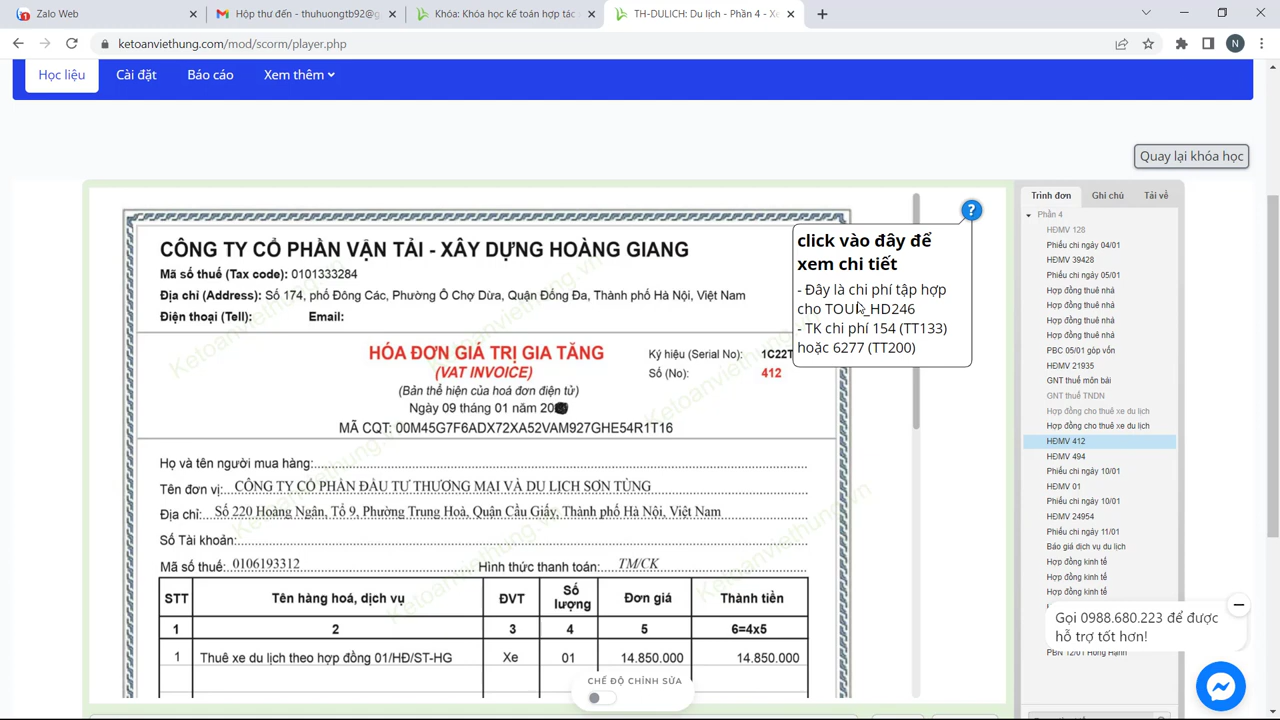 Zalo Web
Hộp thư đến - thuhuongtb92@g
Khóa: Khóa học kế toán hợp tác
TH-DULICH: Du lịch - Phần 4 - Xe
ketoanviethung.com/mod/scorm/player.php
N
Học liệu
Cài đặt
Báo cáo
Xem thêm
Quay lại khóa học
CÔNG TY CỔ PHẦN VẬN TẢI - XÂY DỰNG HOÀNG GIANG
Mã số thuế (Tax code): 0101333284
Địa chỉ (Address): Số 174, phố Đông Các, Phường Ô Chợ Dừa, Quận Đống Đa, Thành phố Hà Nội, Việt Nam
Điện thoại (Tell): Email:
HÓA ĐƠN GIÁ TRỊ GIA TĂNG
(VAT INVOICE)
(Bản thể hiện của hoá đơn điện tử)
Ngày 09 tháng 01 năm
MÃ CQT: 00M45G7F6ADX72XA52VAM927GHE54R1T16
Ký hiệu (Serial No): 1C22T
Số (No): 412
Họ và tên người mua hàng:
Tên đơn vị: CÔNG TY CỔ PHẦN ĐẦU TƯ THƯƠNG MẠI VÀ DU LỊCH SƠN TÙNG
Địa chỉ: Số 220 Hoàng Ngân, Tổ 9, Phường Trung Hoà, Quận Cầu Giấy, Thành phố Hà Nội, Việt Nam
Số Tài khoản:
Mã số thuế: 0106193312 Hình thức thanh toán: TM/CK
STT Tên hàng hoá, dịch vụ ĐVT Số lượng Đơn giá Thành tiền
1 2 3 4 5 6=4x5
1 Thuê xe du lịch theo hợp đồng 01/HĐ/ST-HG Xe 01 14.850.000 14.850.000
Ketoanviethung.vn
?
click vào đây để
xem chi tiết
- Đây là chi phí tập hợp
cho TOUR_HD246
- TK chi phí 154 (TT133)
hoặc 6277 (TT200)
CHẾ ĐỘ CHỈNH SỬA
Trình đơn
Ghi chú
Tải về
Phần 4
HĐMV 128
Phiếu chi ngày 04/01
HĐMV 39428
Phiếu chi ngày 05/01
Hợp đồng thuê nhà
Hợp đồng thuê nhà
Hợp đồng thuê nhà
Hợp đồng thuê nhà
PBC 05/01 góp vốn
HĐMV 21935
GNT thuế môn bài
GNT thuế TNDN
Hợp đồng cho thuê xe du lịch
Hợp đồng cho thuê xe du lịch
HĐMV 412
HĐMV 494
Phiếu chi ngày 10/01
HĐMV 01
Phiếu chi ngày 10/01
HĐMV 24954
Phiếu chi ngày 11/01
Báo giá dịch vụ du lịch
Hợp đồng kinh tế
Hợp đồng kinh tế
Hợp đồng kinh tế
Gọi 0988.680.223 để được
hỗ trợ tốt hơn!
PBN 12/01 Hồng Hạnh